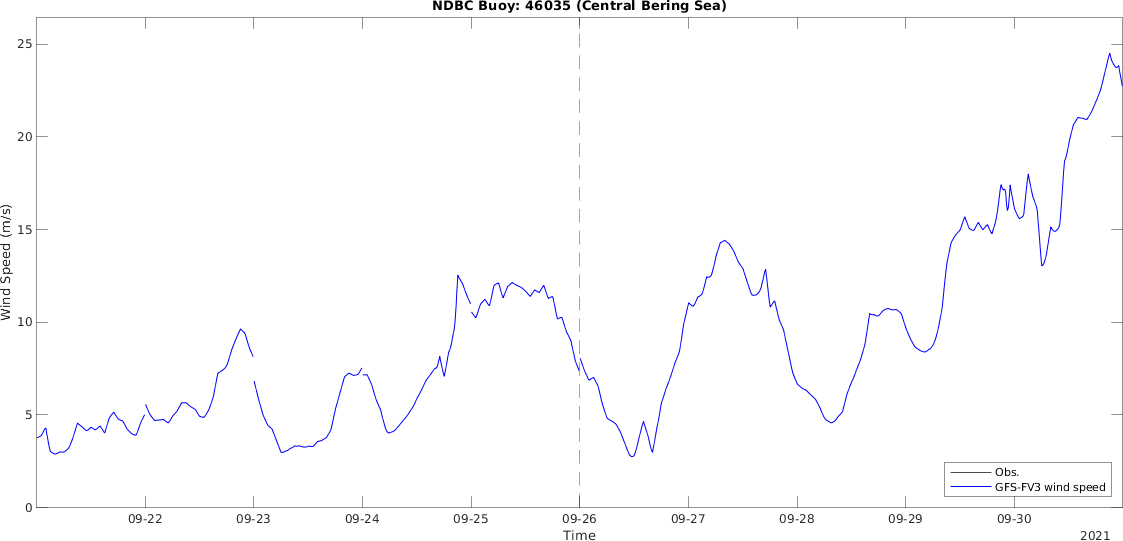 NDBC Buoy: 46035 (Central Bering Sea)
25
20
15
10
5
0
Wind Speed (m/s)
09-22 09-23 09-24 09-25 09-26 09-27 09-28 09-29 09-30
Time
2021
Obs.
GFS-FV3 wind speed